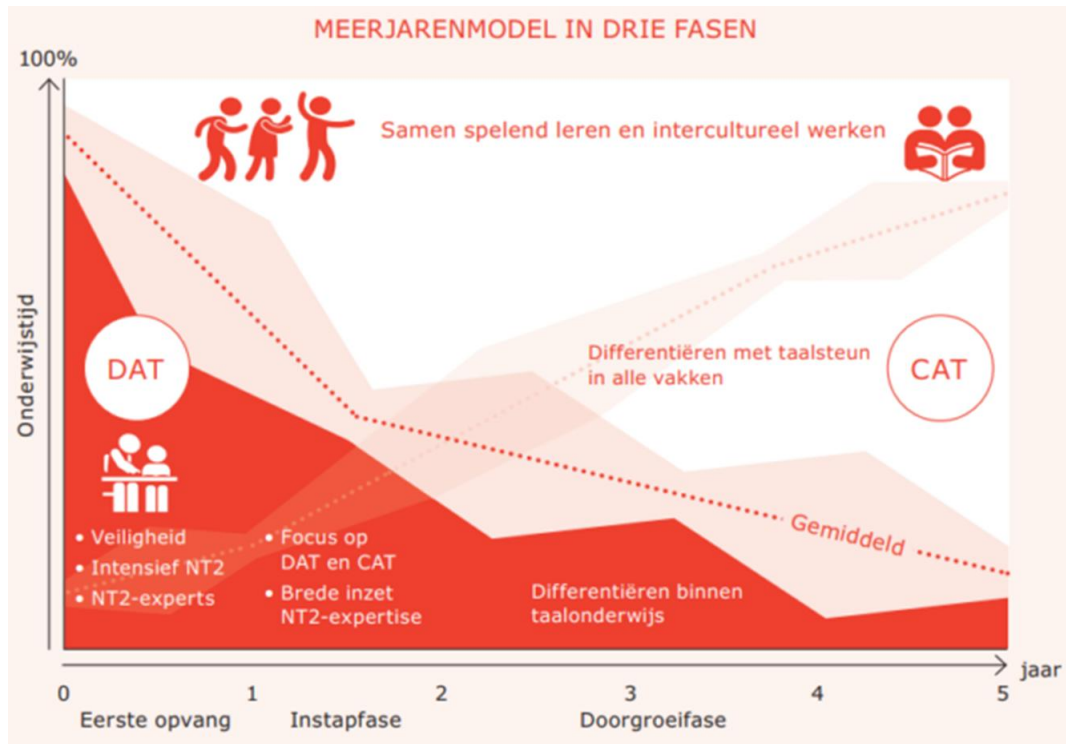 MEERJARENMODEL IN DRIE FASEN
100%
Samen spelend leren en intercultureel werken
Onderwijstijd
DAT
Differentiëren met taalsteun
in alle vakken
CAT
• Veiligheid
• Intensief NT2
• NT2-experts
• Focus op
DAT en CAT
• Brede inzet
NT2-expertise
Gemiddeld
Differentiëren binnen
taalonderwijs
jaar
0 1 2 3 4 5
Eerste opvang Instapfase Doorgroeifase